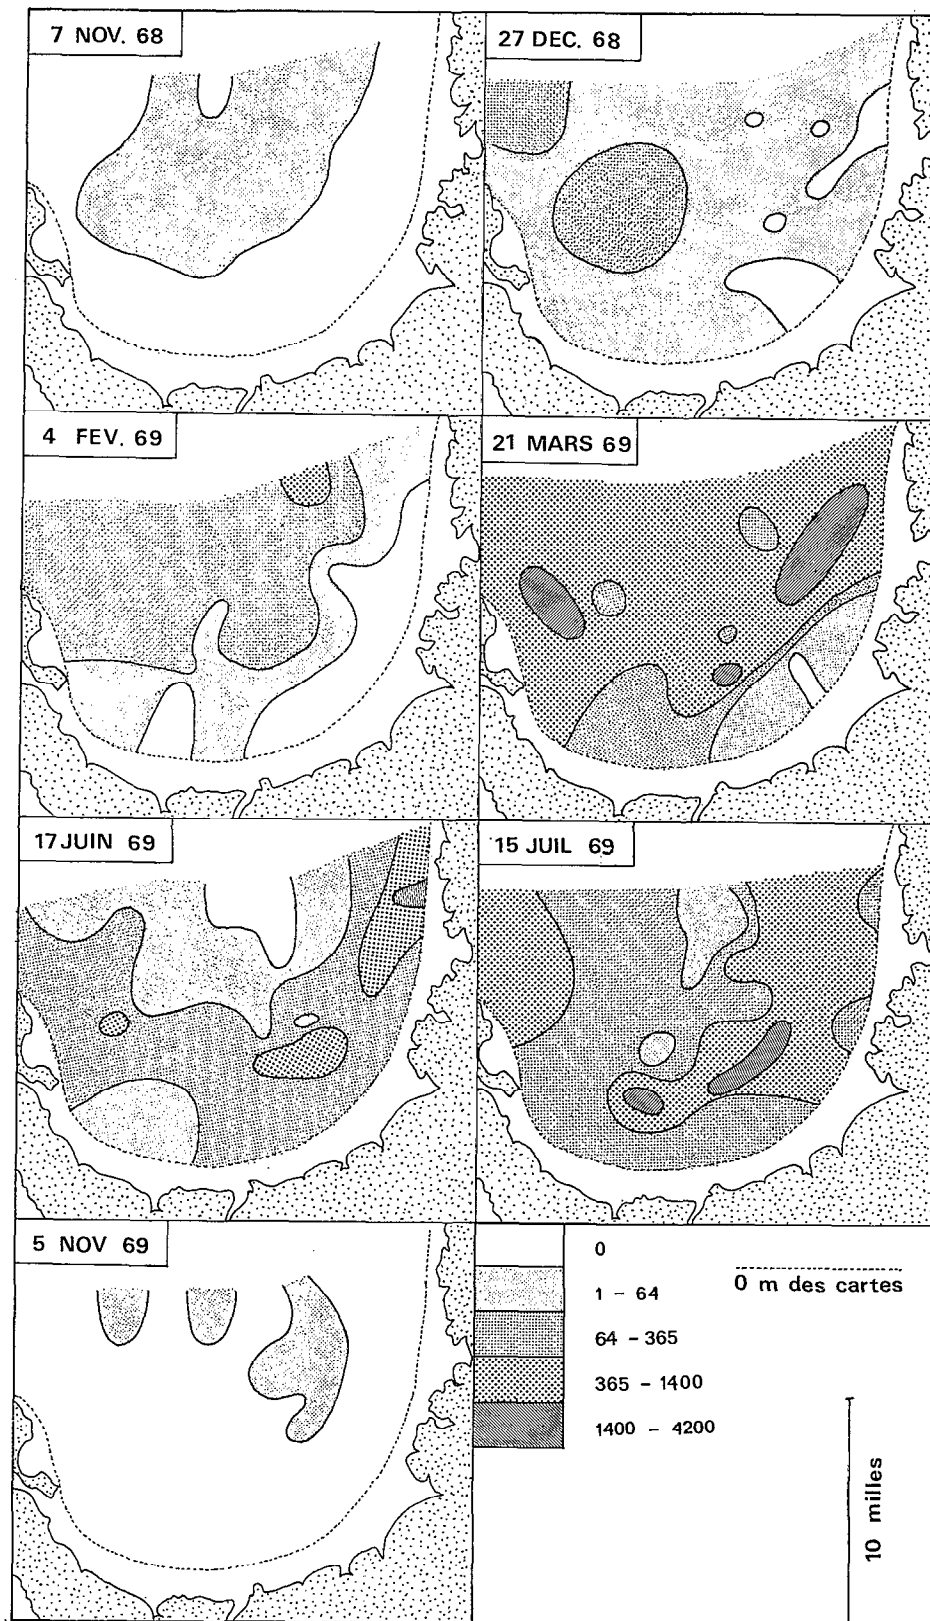 7 NOV. 68
27 DEC. 68
4 FEV. 69
21 MARS 69
17 JUIN 69
15 JUIL 69
5 NOV 69
0
1 – 64
64 – 365
365 – 1400
1400 – 4200
0 m des cartes
10 milles